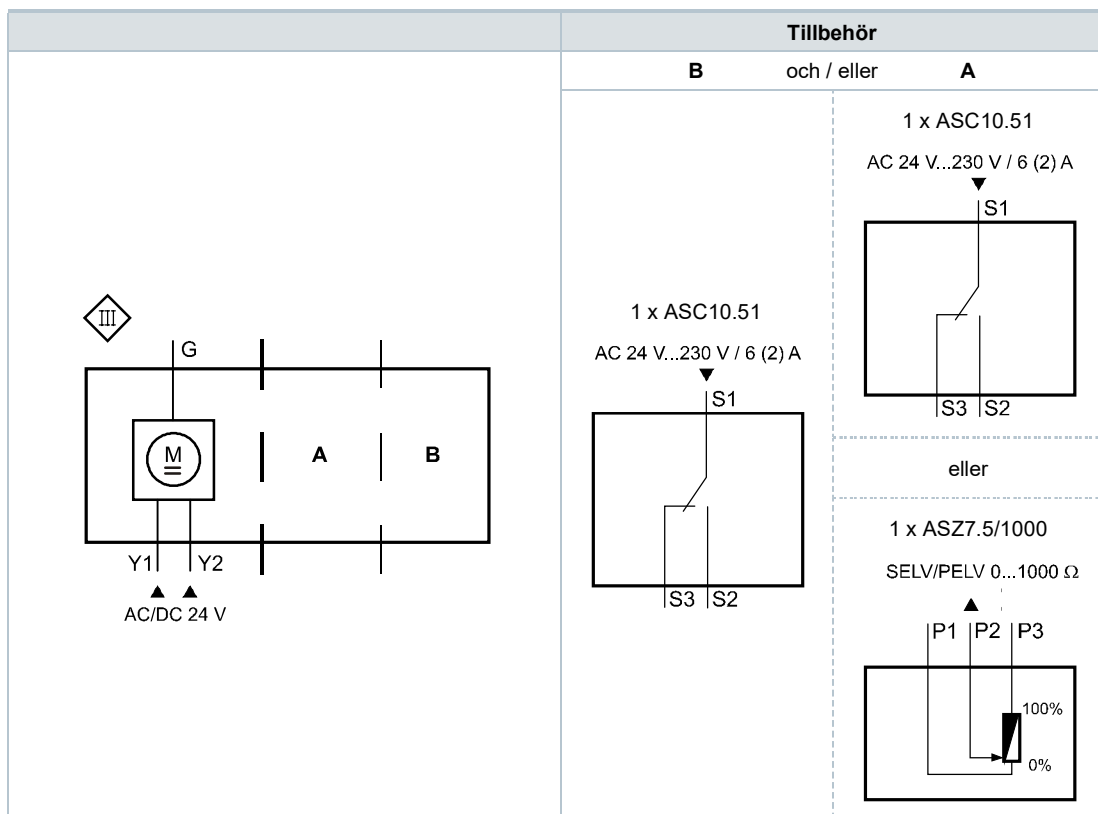 Tillbehör
B och / eller A
III
G
M
A
B
Y1 Y2
AC/DC 24 V
1 x ASC10.51
AC 24 V...230 V / 6 (2) A
S1
S3 S2
1 x ASC10.51
AC 24 V...230 V / 6 (2) A
S1
S3 S2
eller
1 x ASZ7.5/1000
SELV/PELV 0...1000 Ω
P1 P2 P3
100%
0%